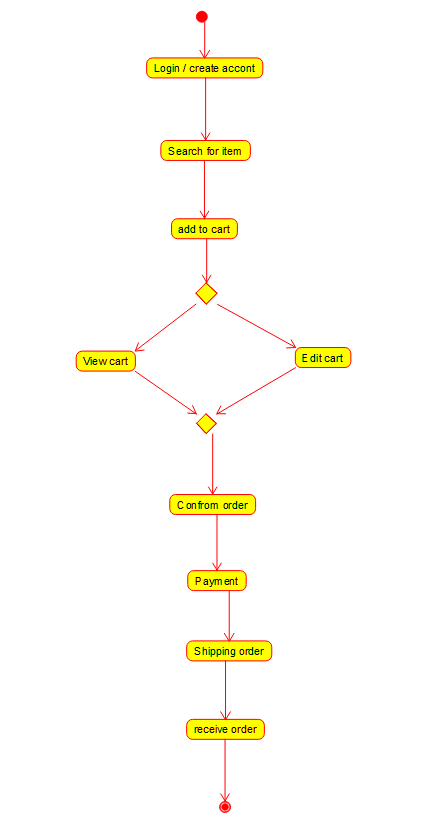 Login / create accont
Search for item
add to cart
View cart
Edit cart
Confrom order
Payment
Shipping order
receive order